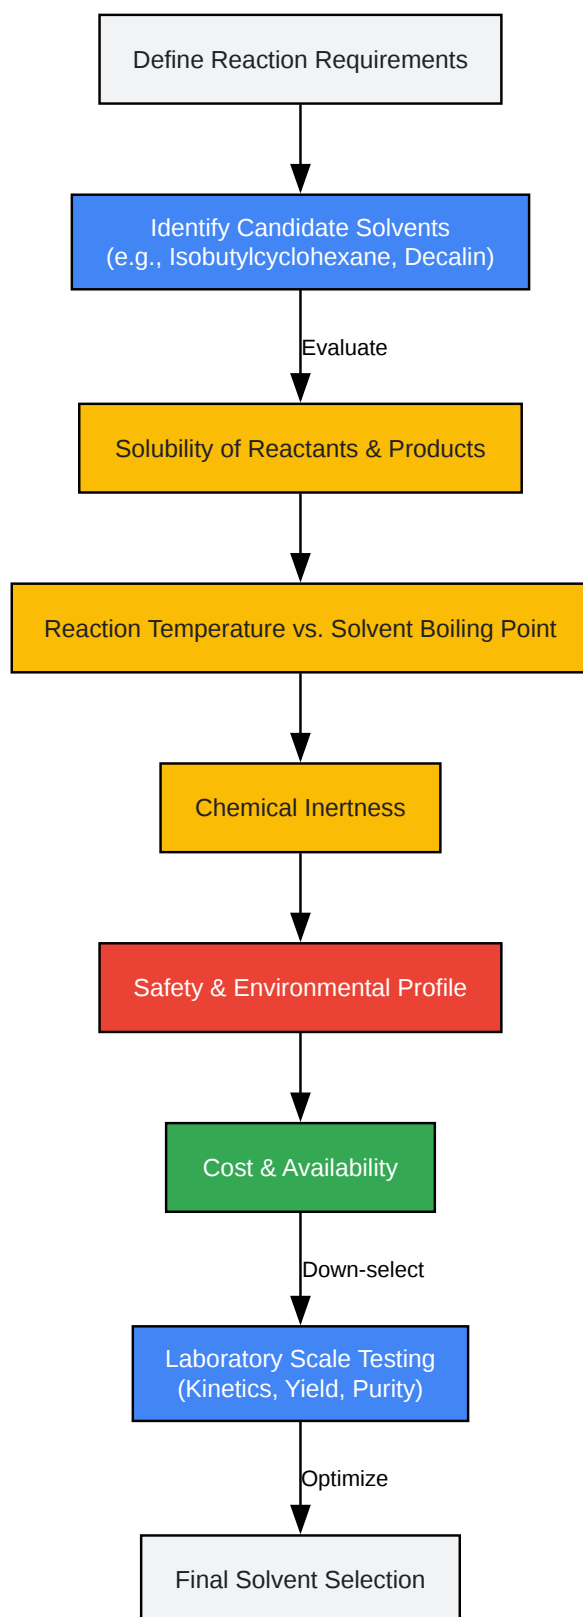 Define Reaction Requirements
Identify Candidate Solvents
(e.g., Isobutylcyclohexane, Decalin)
Evaluate
Solubility of Reactants & Products
Reaction Temperature vs. Solvent Boiling Point
Chemical Inertness
Safety & Environmental Profile
Cost & Availability
Down-select
Laboratory Scale Testing
(Kinetics, Yield, Purity)
Optimize
Final Solvent Selection